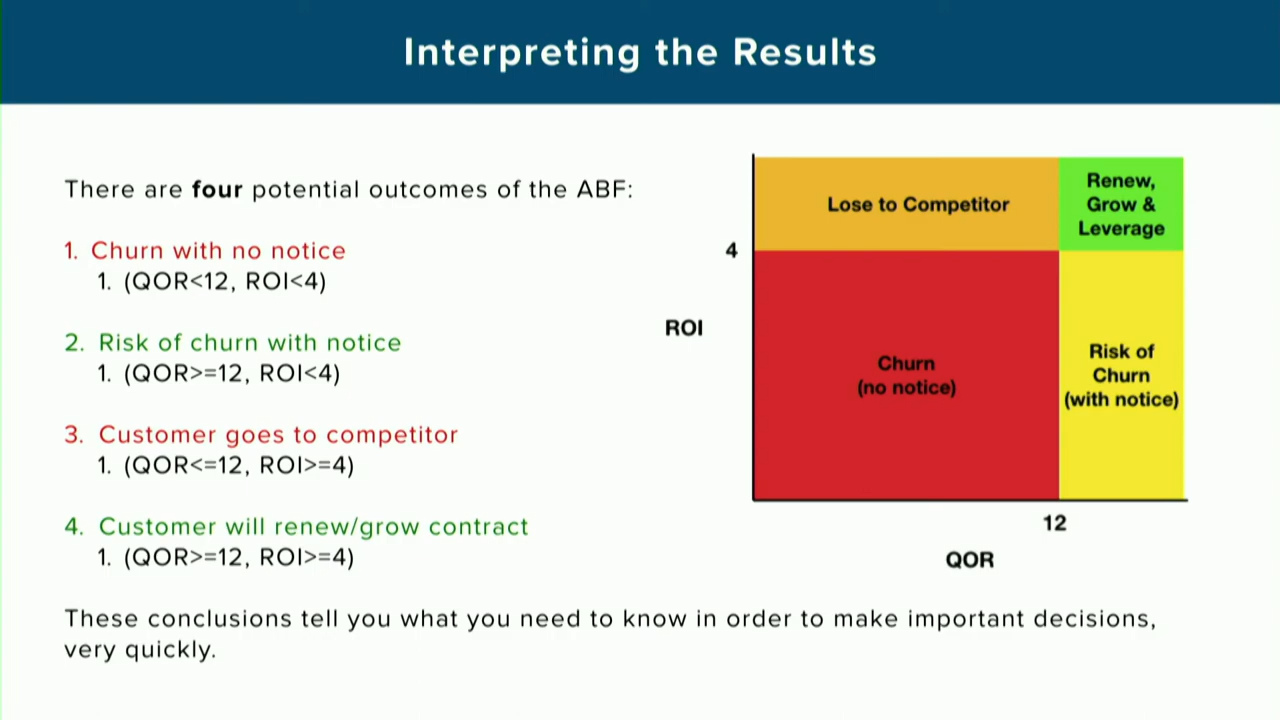 Interpreting the Results
There are four potential outcomes of the ABF:
1. Churn with no notice
1. (QOR<12, ROI<4)
2. Risk of churn with notice
1. (QOR>=12, ROI<4)
3. Customer goes to competitor
1. (QOR<=12, ROI>=4)
4. Customer will renew/grow contract
1. (QOR>=12, ROI>=4)
These conclusions tell you what you need to know in order to make important decisions,
very quickly.
Lose to Competitor
Renew,
Grow &
Leverage
4
ROI
Churn
(no notice)
Risk of
Churn
(with notice)
12
QOR